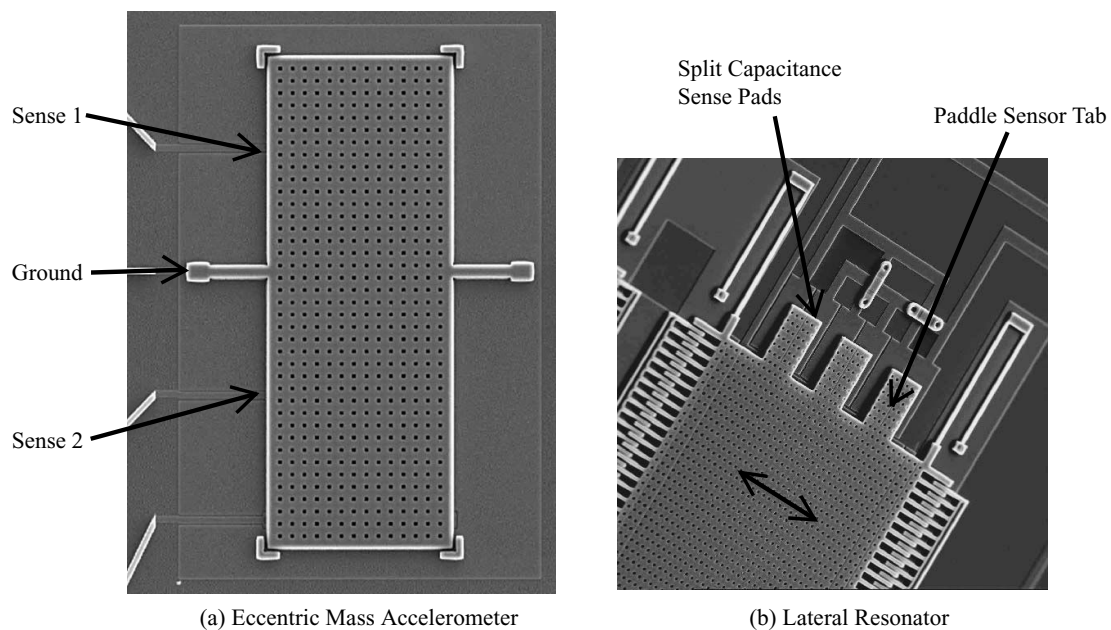 Sense 1
Ground
Sense 2
(a) Eccentric Mass Accelerometer
Split Capacitance
Sense Pads
Paddle Sensor Tab
(b) Lateral Resonator